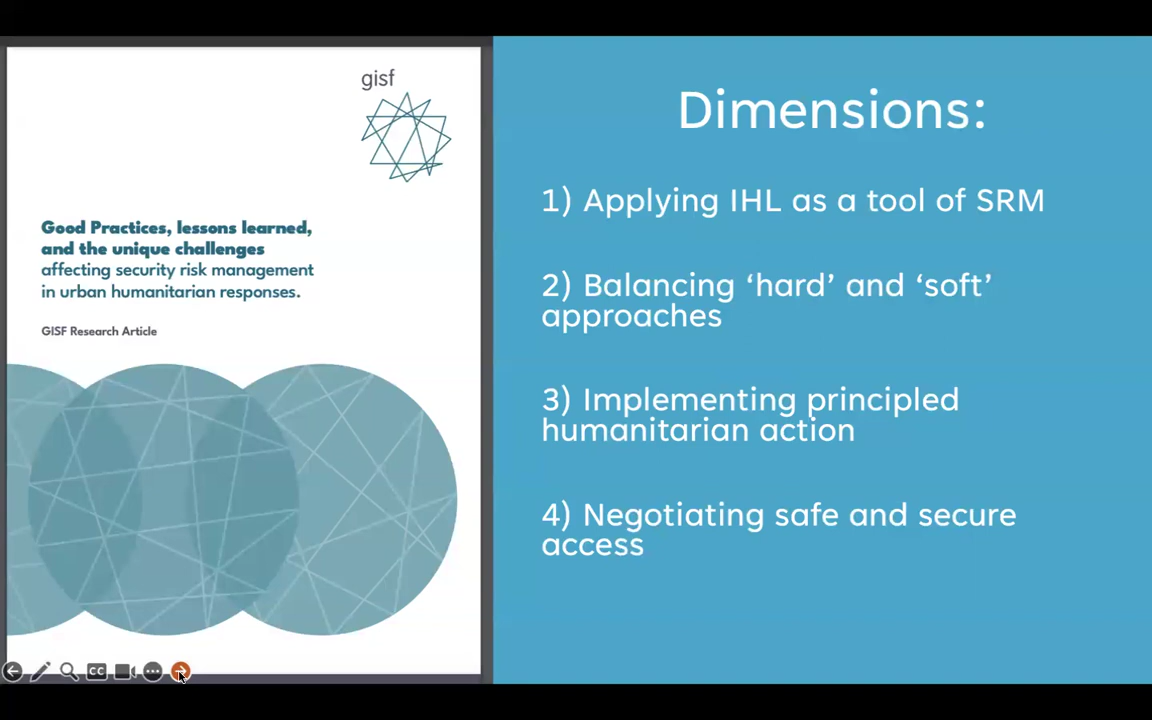 gisf
Good Practices, lessons learned,
and the unique challenges
affecting security risk management
in urban humanitarian responses.
GISF Research Article
Dimensions:
1) Applying IHL as a tool of SRM
2) Balancing ‘hard’ and ‘soft’
approaches
3) Implementing principled
humanitarian action
4) Negotiating safe and secure
access
CC